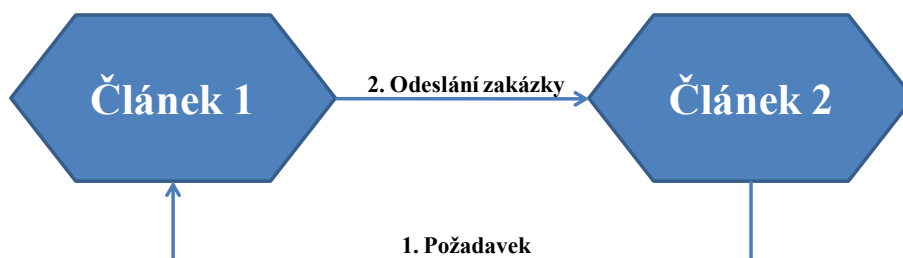 Článek 1
2. Odeslání zakázky
Článek 2
1. Požadavek